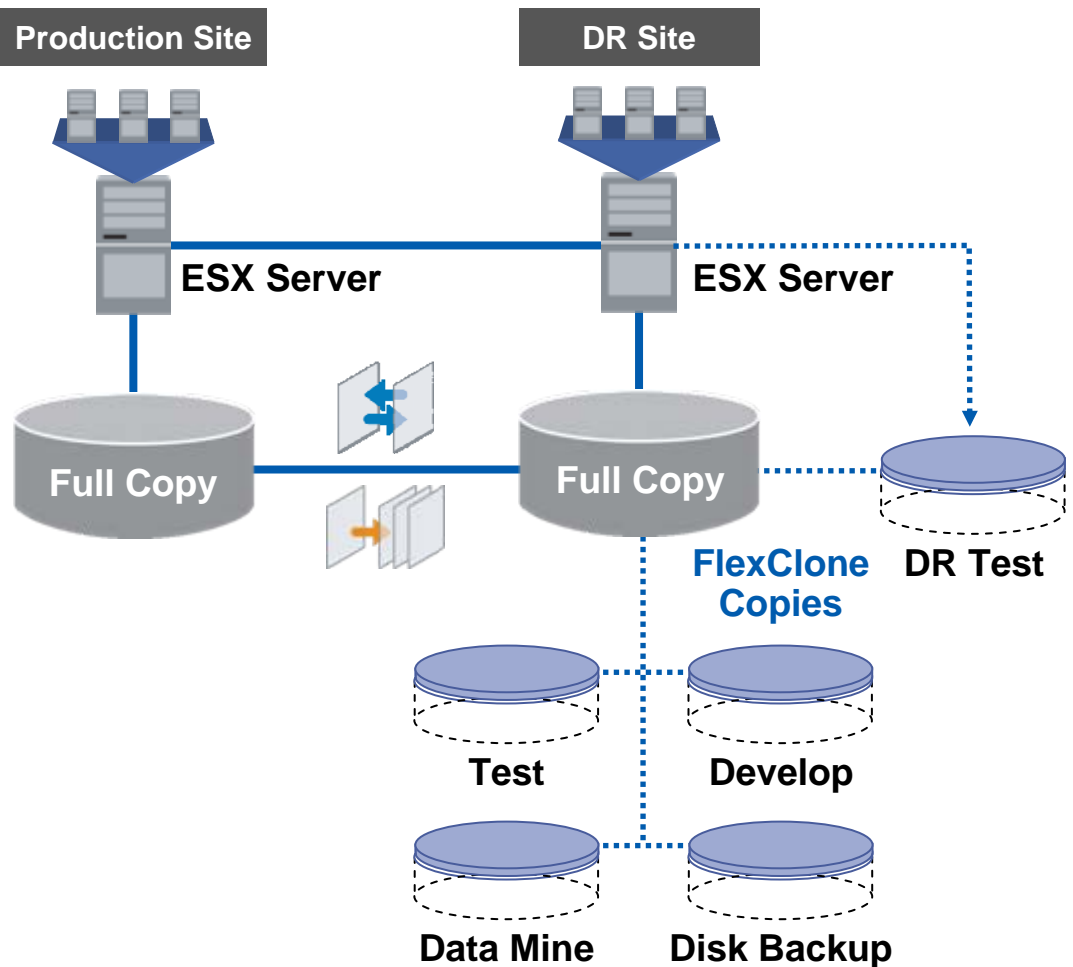 Production Site
DR Site
ESX Server
ESX Server
Full Copy
Full Copy
FlexClone
Copies
DR Test
Test
Develop
Data Mine
Disk Backup